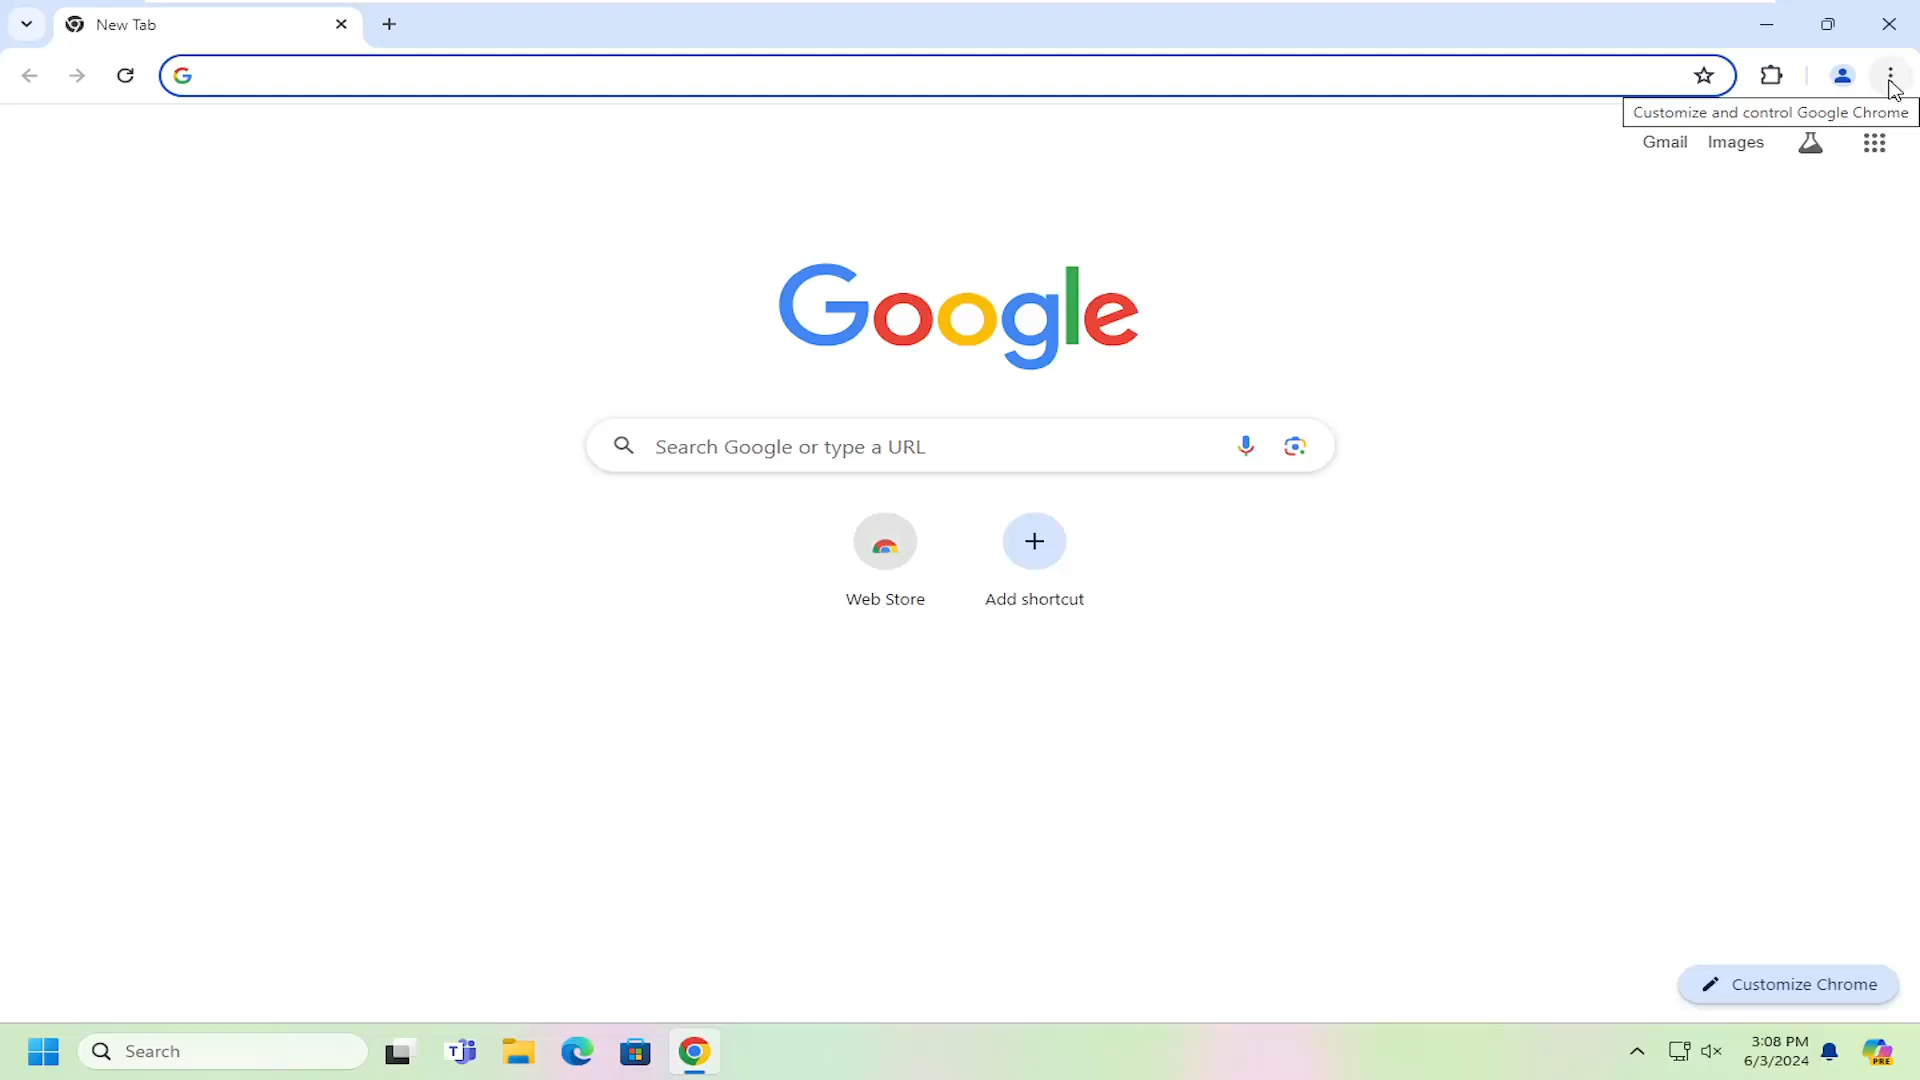 New Tab
Customize and control Google Chrome
Gmail Images
Google
Search Google or type a URL
Web Store Add shortcut
Customize Chrome
Search
3:08 PM
6/3/2024
PRE